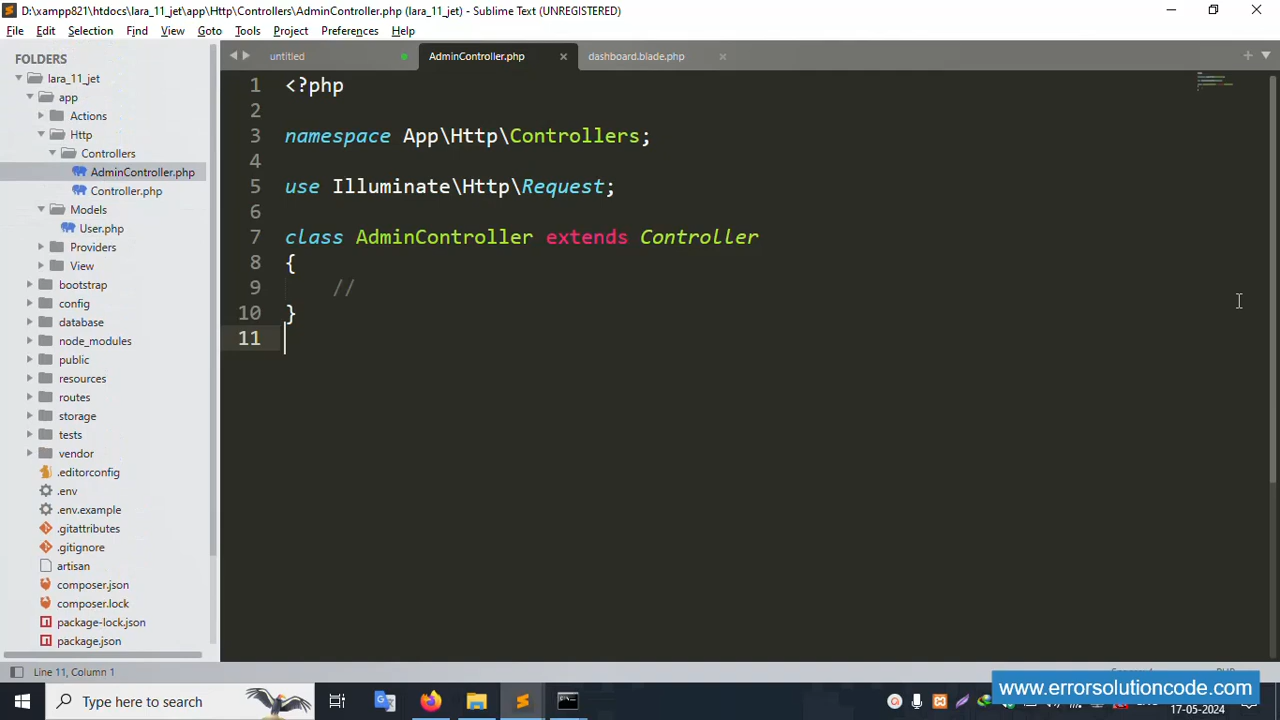 D:\xampp821\htdocs\lara_11_jet\app\Http\Controllers\AdminController.php (lara_11_jet) - Sublime Text (UNREGISTERED)
File Edit Selection Find View Goto Tools Project Preferences Help
FOLDERS
lara_11_jet
app
Actions
Http
Controllers
AdminController.php
Controller.php
Models
User.php
Providers
View
bootstrap
config
database
node_modules
public
resources
routes
storage
tests
vendor
.editorconfig
.env
.env.example
.gitattributes
.gitignore
artisan
composer.json
composer.lock
package-lock.json
package.json
untitled AdminController.php dashboard.blade.php
1 <?php
2
3 namespace App\Http\Controllers;
4
5 use Illuminate\Http\Request;
6
7 class AdminController extends Controller
8 {
9 //
10 }
11
Line 11, Column 1
www.errorsolutioncode.com
Type here to search
17-05-2024